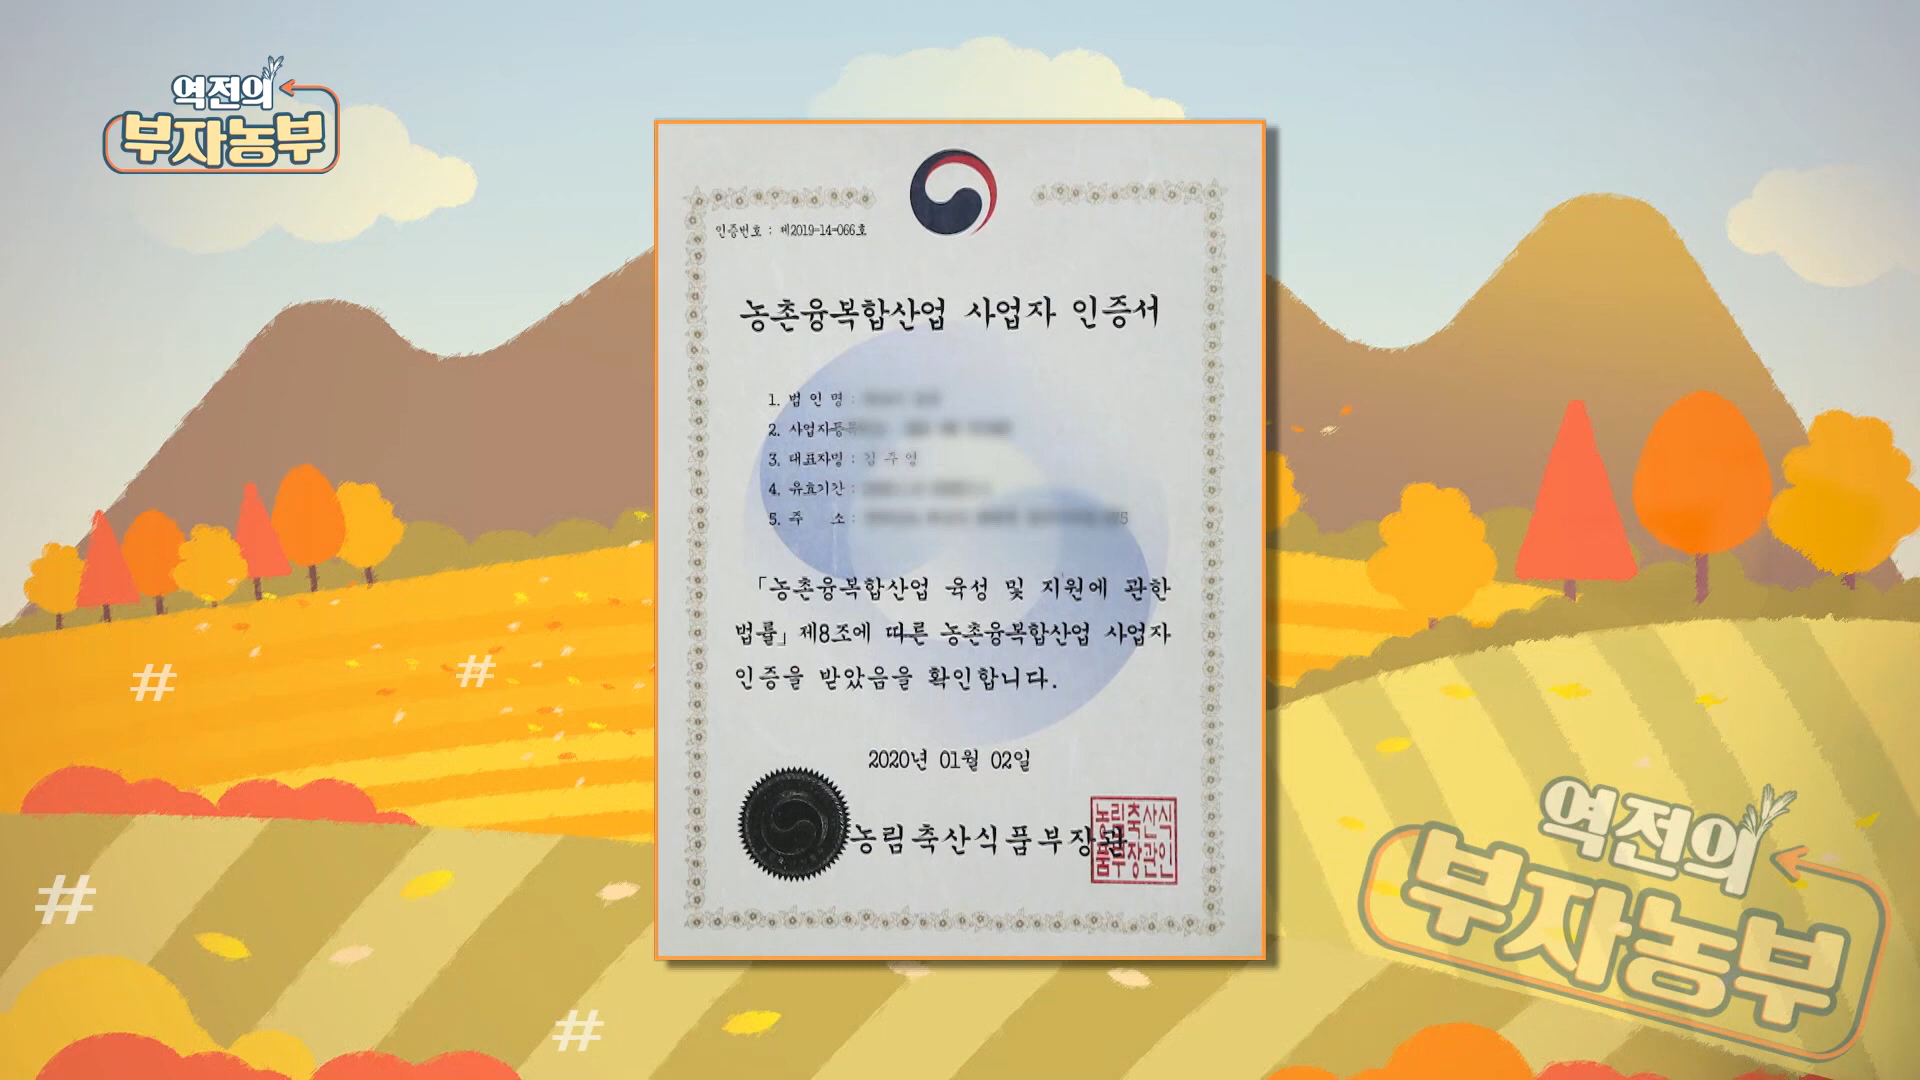 역전의
부자농부
인증번호 : 제2019-14-066호
농촌융복합산업 사업자 인증서
1. 법 인 명 :
2. 사업자등록
3. 대표자명 : 김 주 영
4. 유효기간 :
5. 주 소 :
「농촌융복합산업 육성 및 지원에 관한
법률」 제8조에 따른 농촌융복합산업 사업자
인증을 받았음을 확인합니다.
2020년 01월 02일
농림축산식품부장관
농림축산식
품부장관인
#
#
#
#
역전의
부자농부